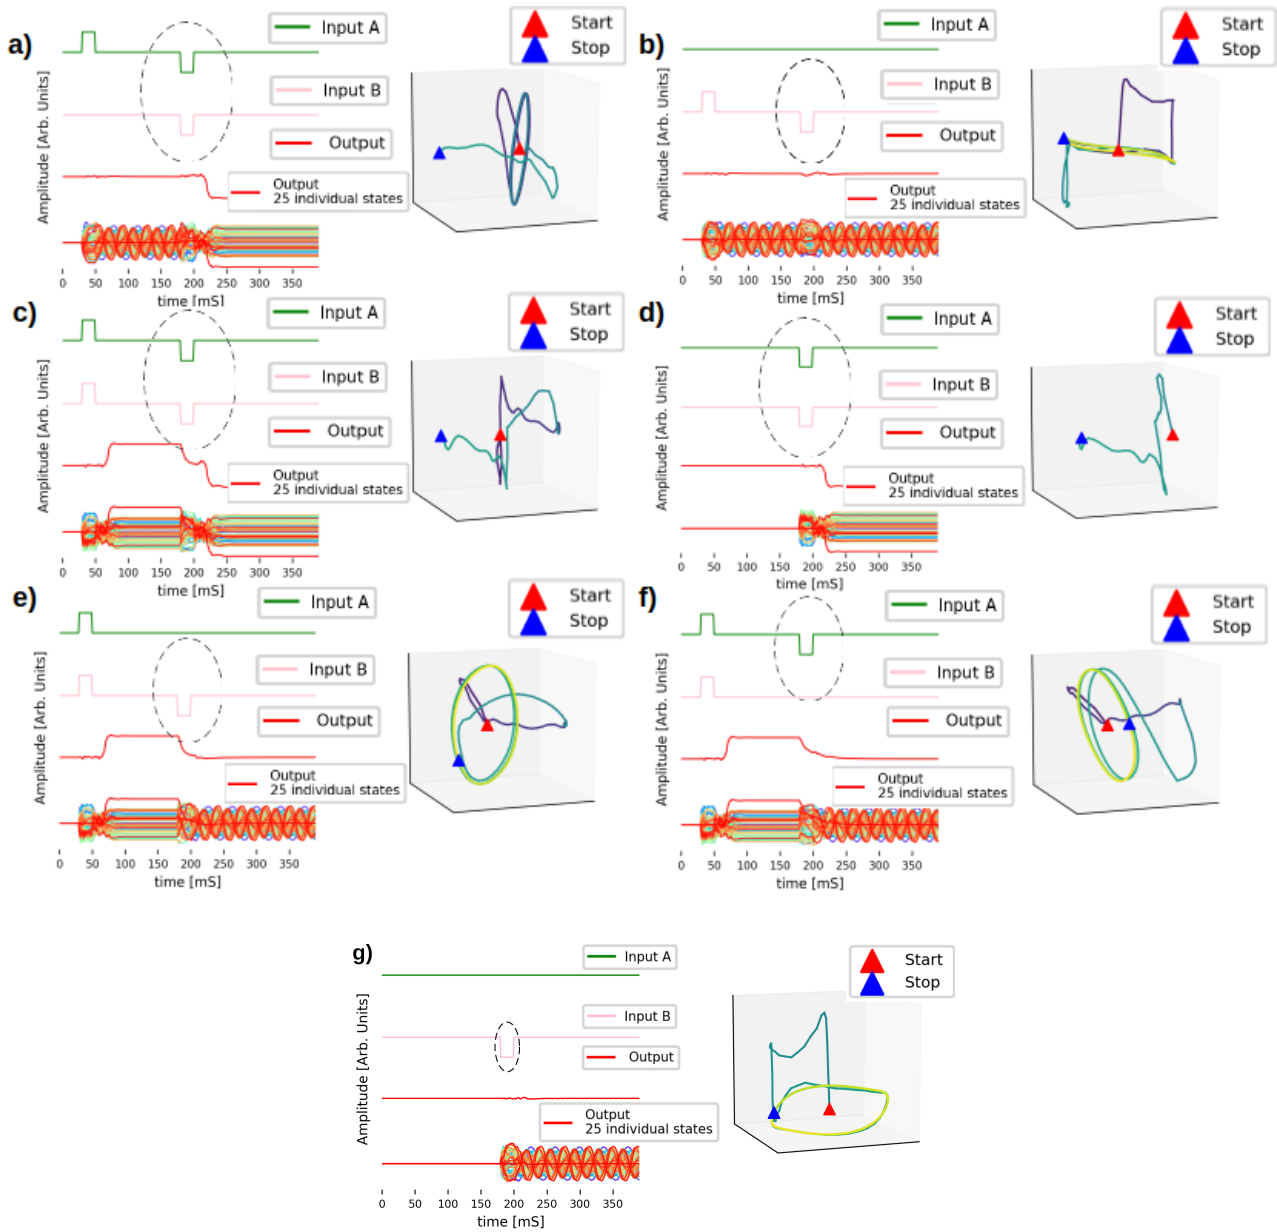 a)
Input A
Input B
Output
Output
25 individual states
Amplitude [Arb. Units]
0 50 100 150 200 250 300 350
time [mS]
Start
Stop
b)
Input A
Input B
Output
Output
25 individual states
Amplitude [Arb. Units]
0 50 100 150 200 250 300 350
time [mS]
Start
Stop
c)
Input A
Input B
Output
Output
25 individual states
Amplitude [Arb. Units]
0 50 100 150 200 250 300 350
time [mS]
Start
Stop
d)
Input A
Input B
Output
Output
25 individual states
Amplitude [Arb. Units]
0 50 100 150 200 250 300 350
time [mS]
Start
Stop
e)
Input A
Input B
Output
Output
25 individual states
Amplitude [Arb. Units]
0 50 100 150 200 250 300 350
time [mS]
Start
Stop
f)
Input A
Input B
Output
Output
25 individual states
Amplitude [Arb. Units]
0 50 100 150 200 250 300 350
time [mS]
Start
Stop
g)
Input A
Input B
Output
Output
25 individual states
Amplitude [Arb. Units]
0 50 100 150 200 250 300 350
time [mS]
Start
Stop